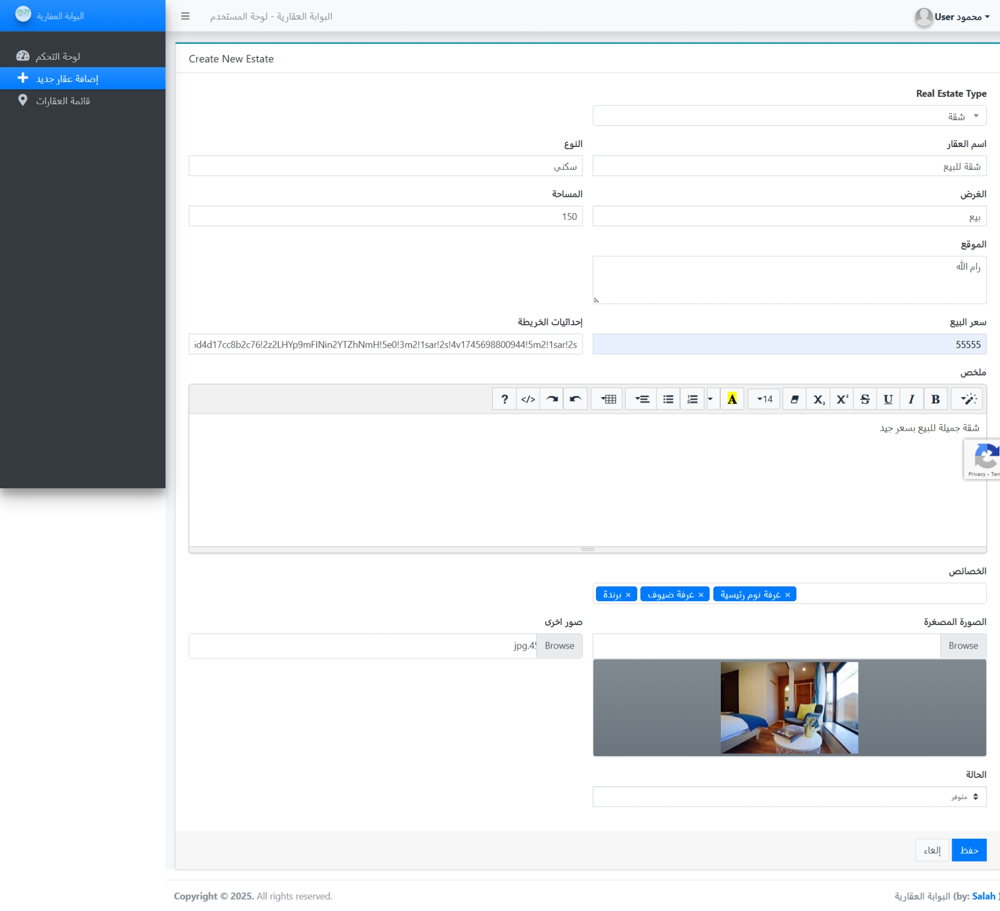 البوابة العقارية
البوابة العقارية - لوحة المستخدم
محمود User
لوحة التحكم
إضافة عقار جديد
قائمة العقارات
Create New Estate
Real Estate Type
شقة
اسم العقار
النوع
شقة للبيع
سكني
الغرض
المساحة
بيع
150
الموقع
رام الله
سعر البيع
إحداثيات الخريطة
55555
d4d17cc8b2c76!2z2LHYp9mFINin2YTZhNmH!5e0!3m2!1sar!2s!4v1745698800944!5m2!1sar!2s
ملخص
? </> A 14 X₂ X² S U I B
شقة جميلة للبيع بسعر جيد
Privacy - Ter
الخصائص
× غرفة نوم رئيسية × غرفة ضيوف × برندة
الصورة المصغرة
صور اخرى
Browse
Browse
jpg.45
الحالة
متوفر
حفظ
إلغاء
Copyright © 2025. All rights reserved.
البوابة العقارية (by: Salah )